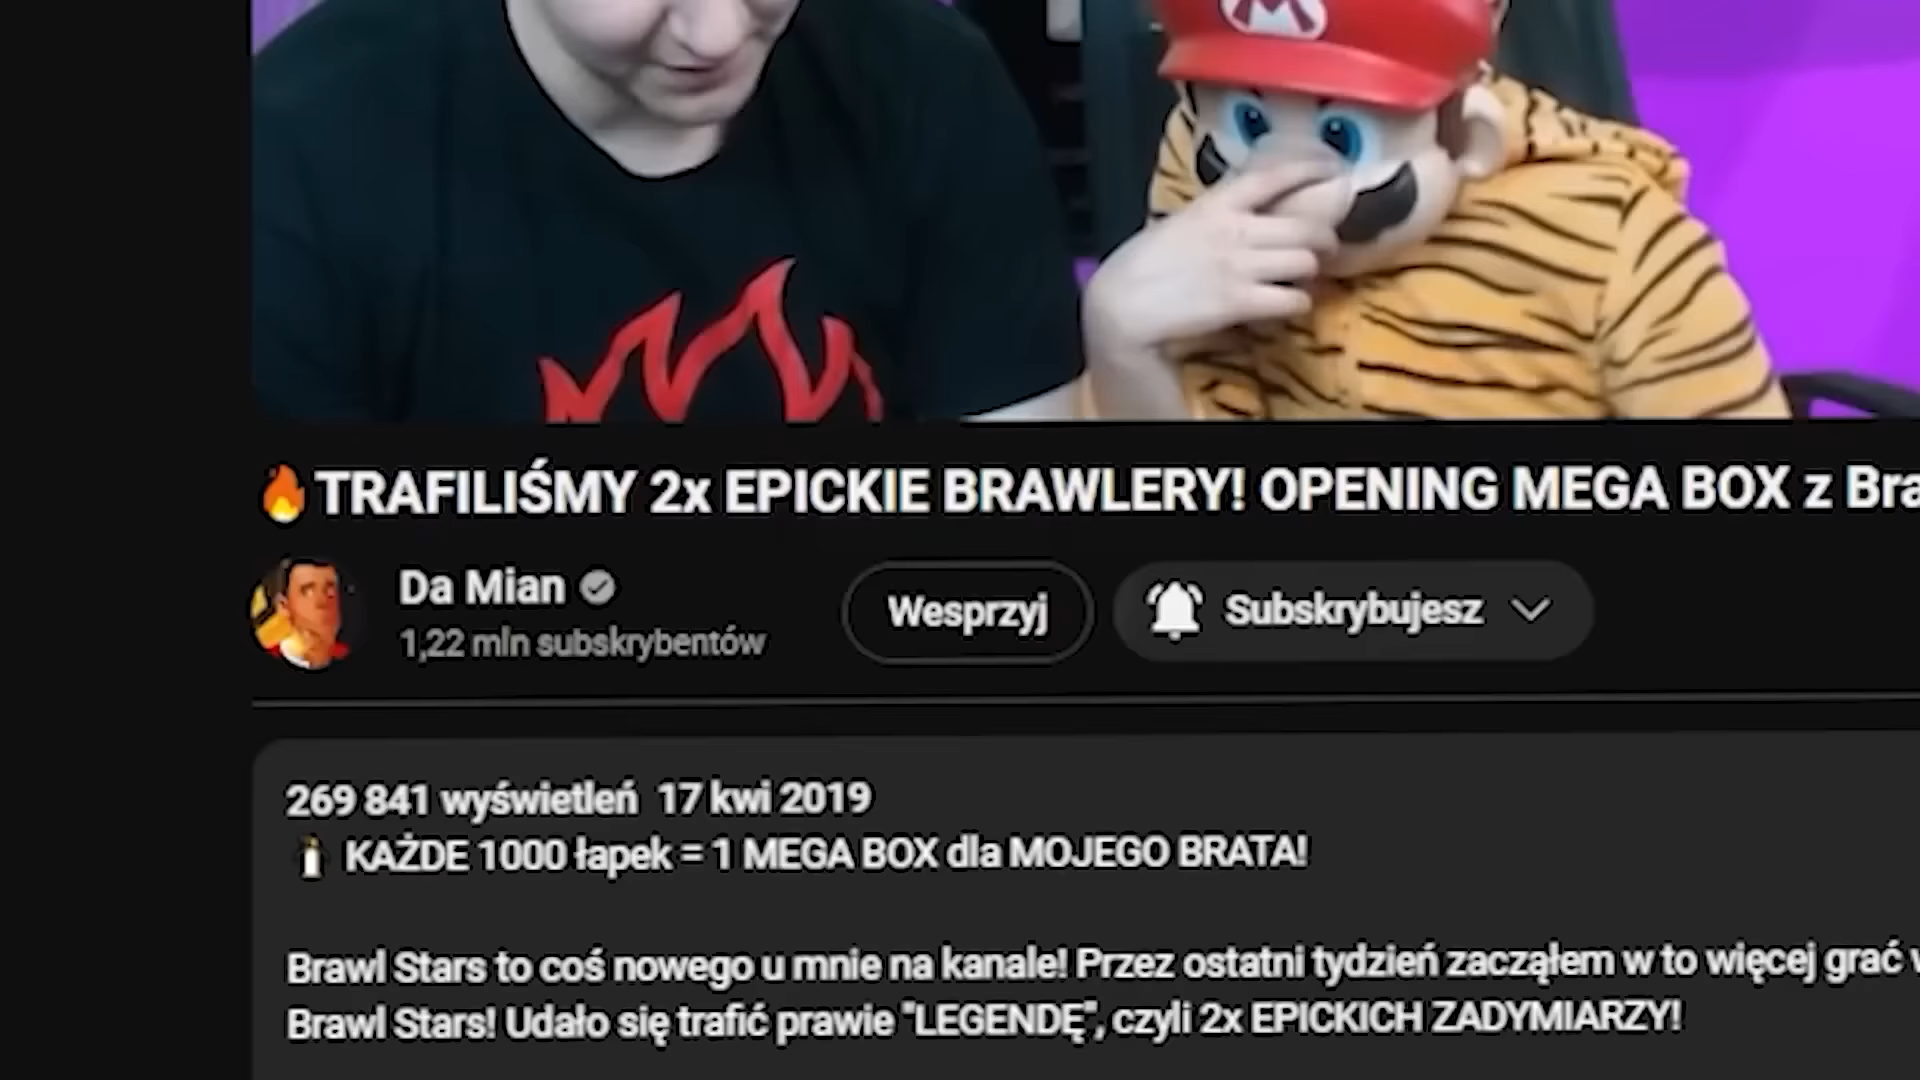 M
🔥TRAFILIŚMY 2x EPICKIE BRAWLERY! OPENING MEGA BOX z
Da Mian
1,22 mln subskrybentów
Wesprzyj
Subskrybujesz
269 841 wyświetleń 17 kwi 2019
KAŻDE 1000 łapek = 1 MEGA BOX dla MOJEGO BRATA!
Brawl Stars to coś nowego u mnie na kanale! Przez ostatni tydzień zacząłem w to więcej grać
Brawl Stars! Udało się trafić prawie "LEGENDĘ", czyli 2x EPICKICH ZADYMIARZY!